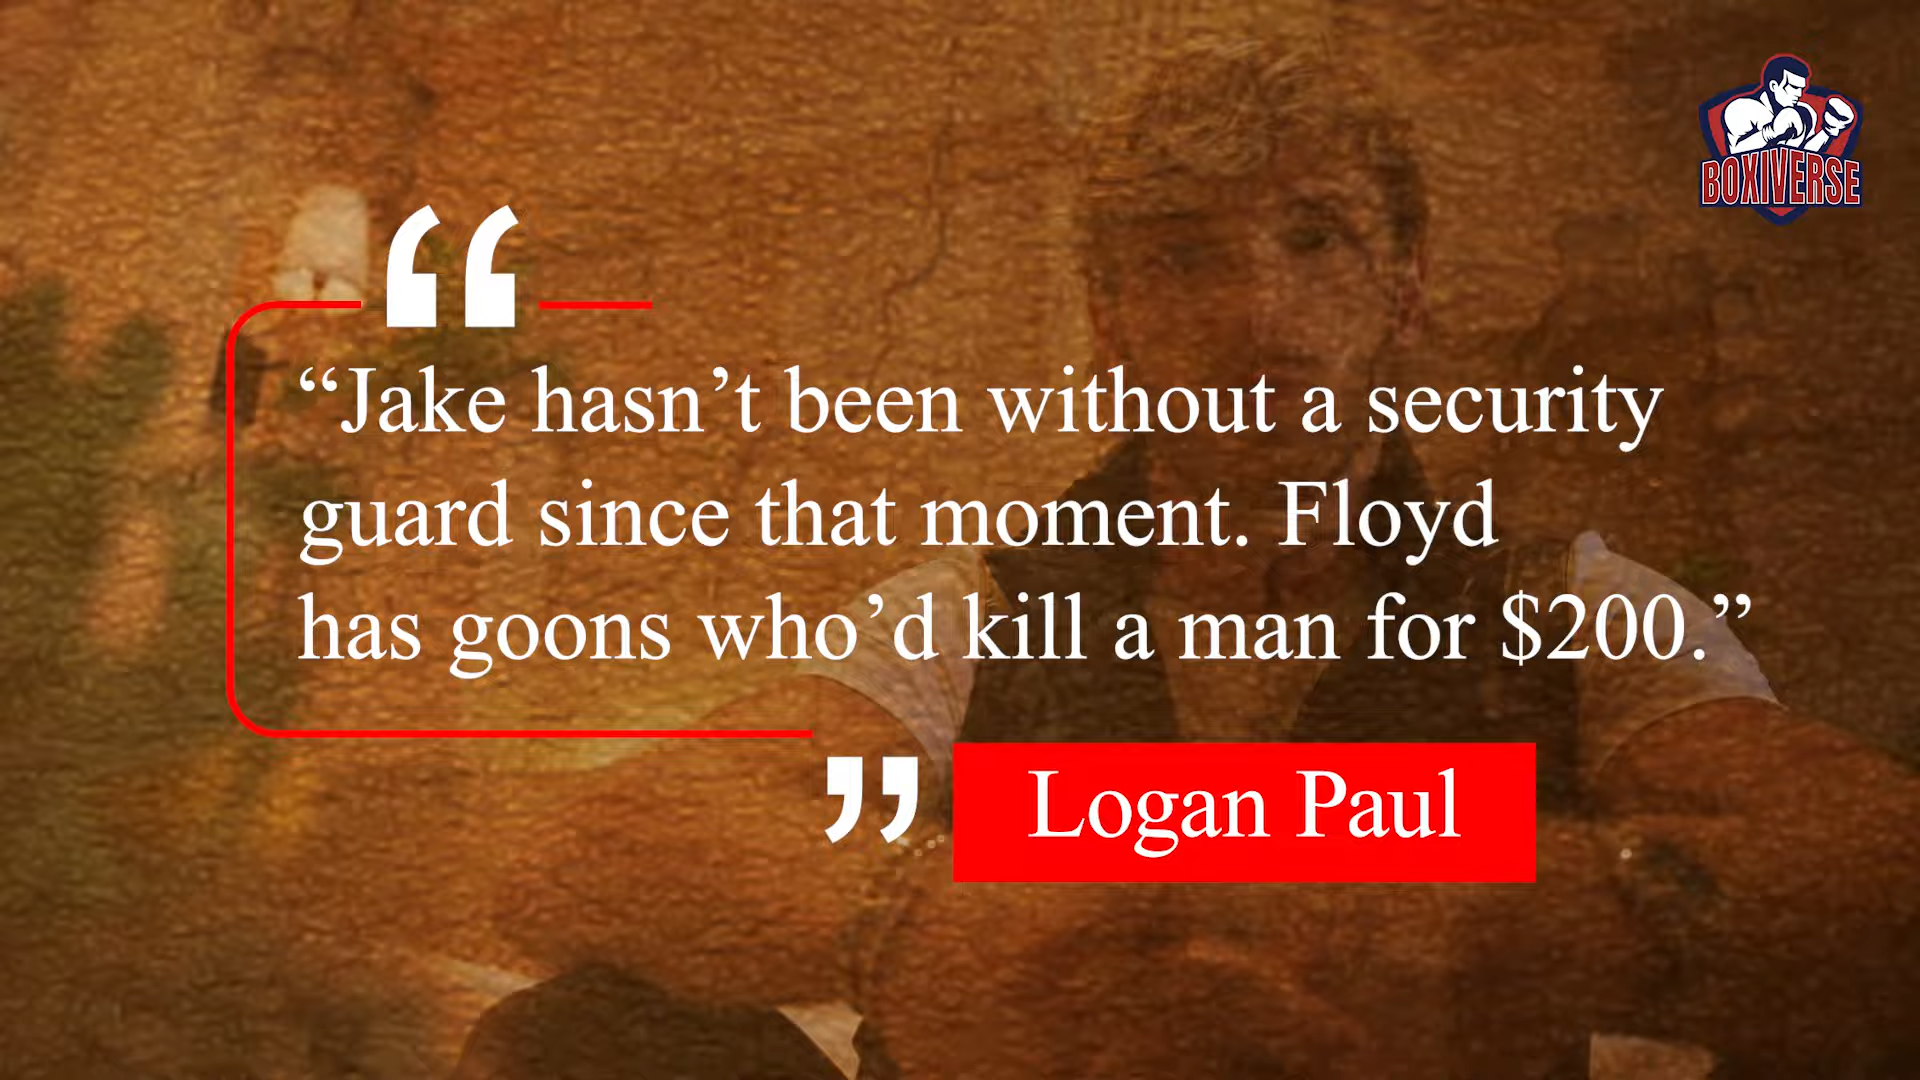 BOXIVERSE
“
“Jake hasn’t been without a security
guard since that moment. Floyd
has goons who’d kill a man for $200.”
”
Logan Paul